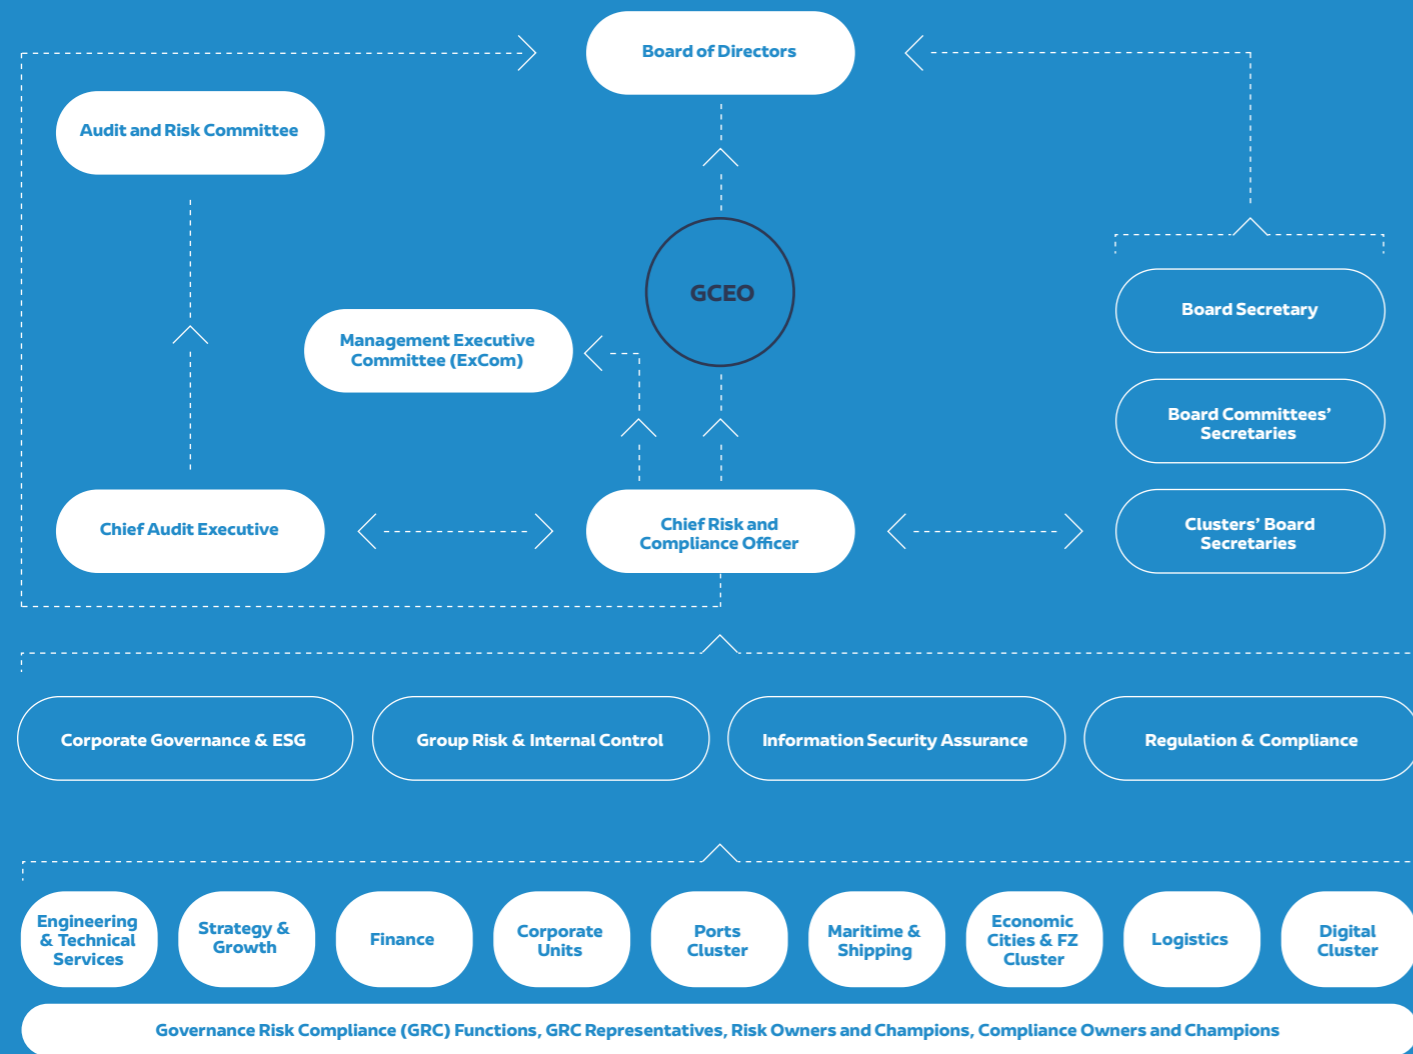 Board of Directors
Audit and Risk Committee
GCEO
Management Executive
Committee (ExCom)
Board Secretary
Board Committees’
Secretaries
Chief Audit Executive
Chief Risk and
Compliance Officer
Clusters’ Board
Secretaries
Corporate Governance & ESG
Group Risk & Internal Control
Information Security Assurance
Regulation & Compliance
Engineering
& Technical
Services
Strategy &
Growth
Finance
Corporate
Units
Ports
Cluster
Maritime &
Shipping
Economic
Cities & FZ
Cluster
Logistics
Digital
Cluster
Governance Risk Compliance (GRC) Functions, GRC Representatives, Risk Owners and Champions, Compliance Owners and Champions